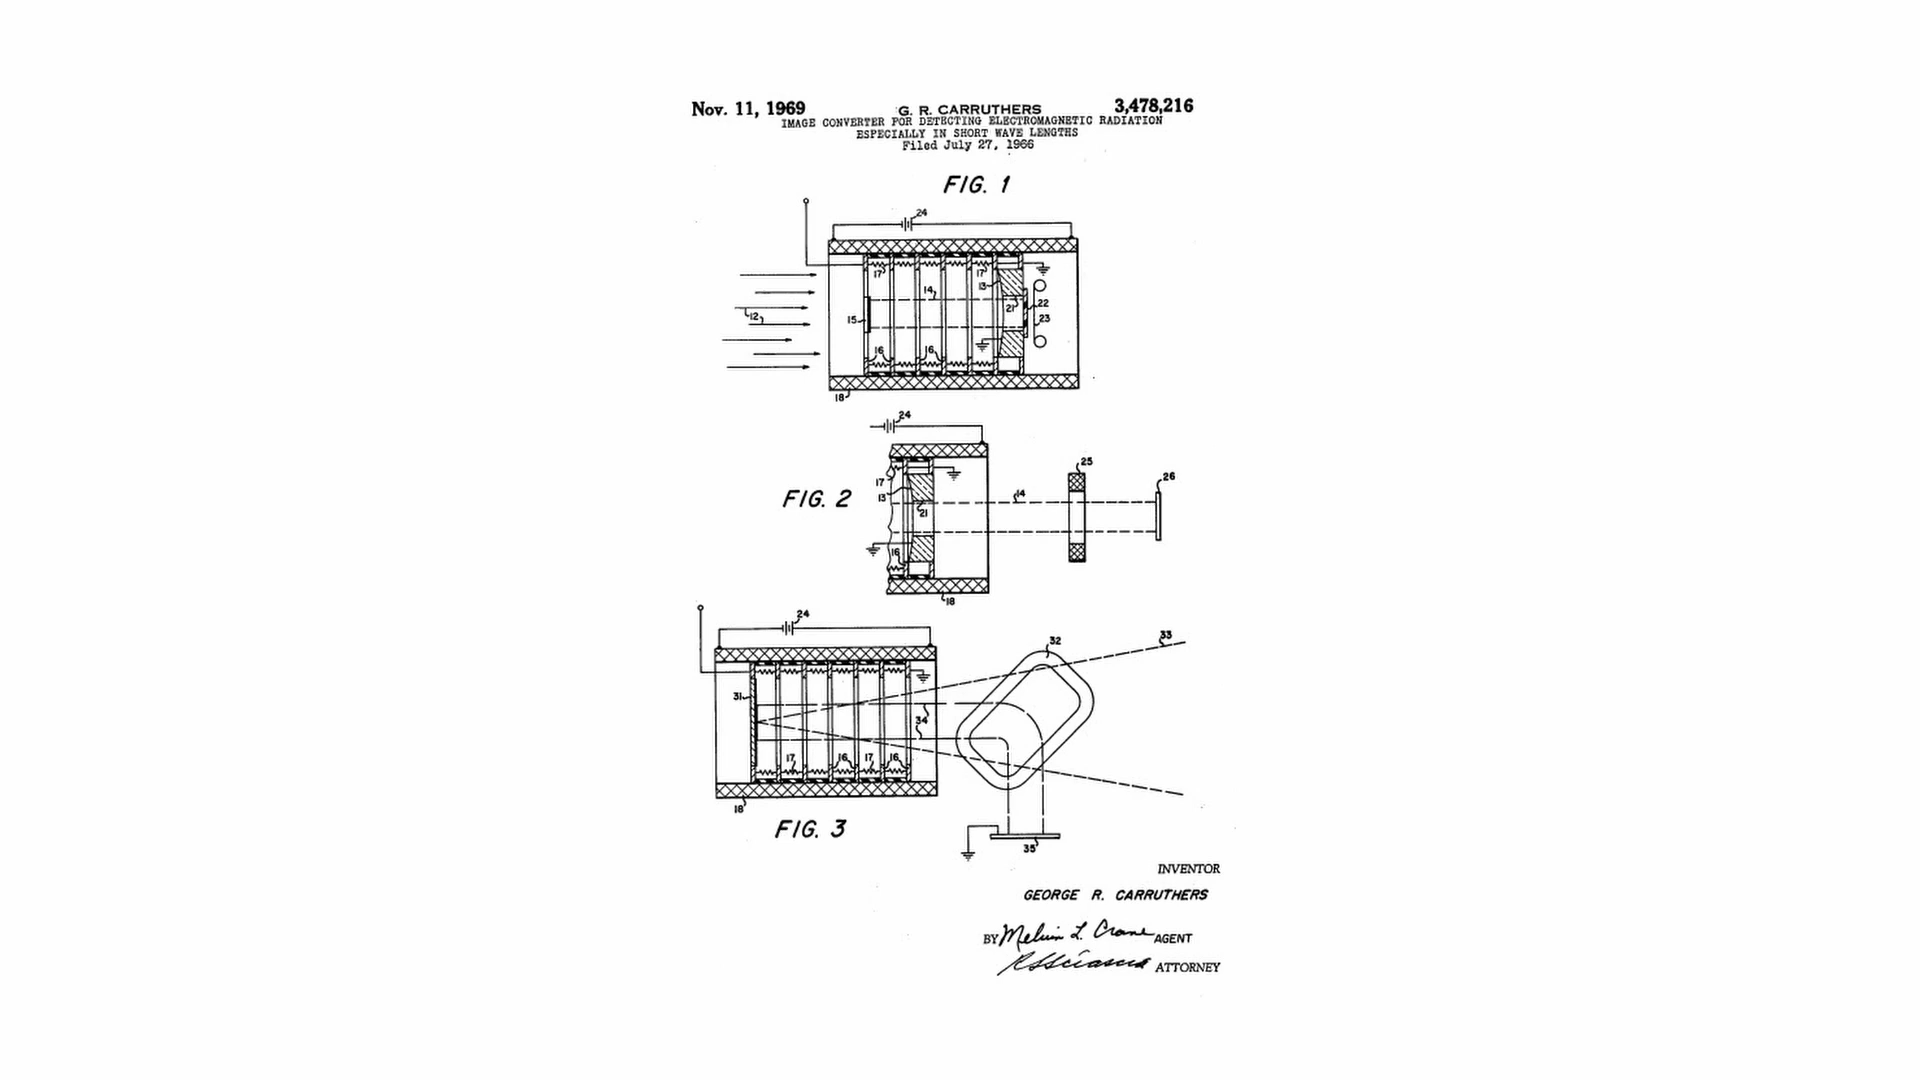 Nov. 11, 1969 G. R. CARRUTHERS 3,478,216
IMAGE CONVERTER FOR DETECTING ELECTROMAGNETIC RADIATION
ESPECIALLY IN SHORT WAVE LENGTHS
Filed July 27, 1966
FIG. 1
24
17 17
13
14
21 22
12 15 23
16 16
18
24
25
17 26
13 14
FIG. 2
21
16
18
24
33
32
31
34
17 16 17 16
18
FIG. 3
35
INVENTOR
GEORGE R. CARRUTHERS
BY Melvin L. Crane AGENT
ATTORNEY